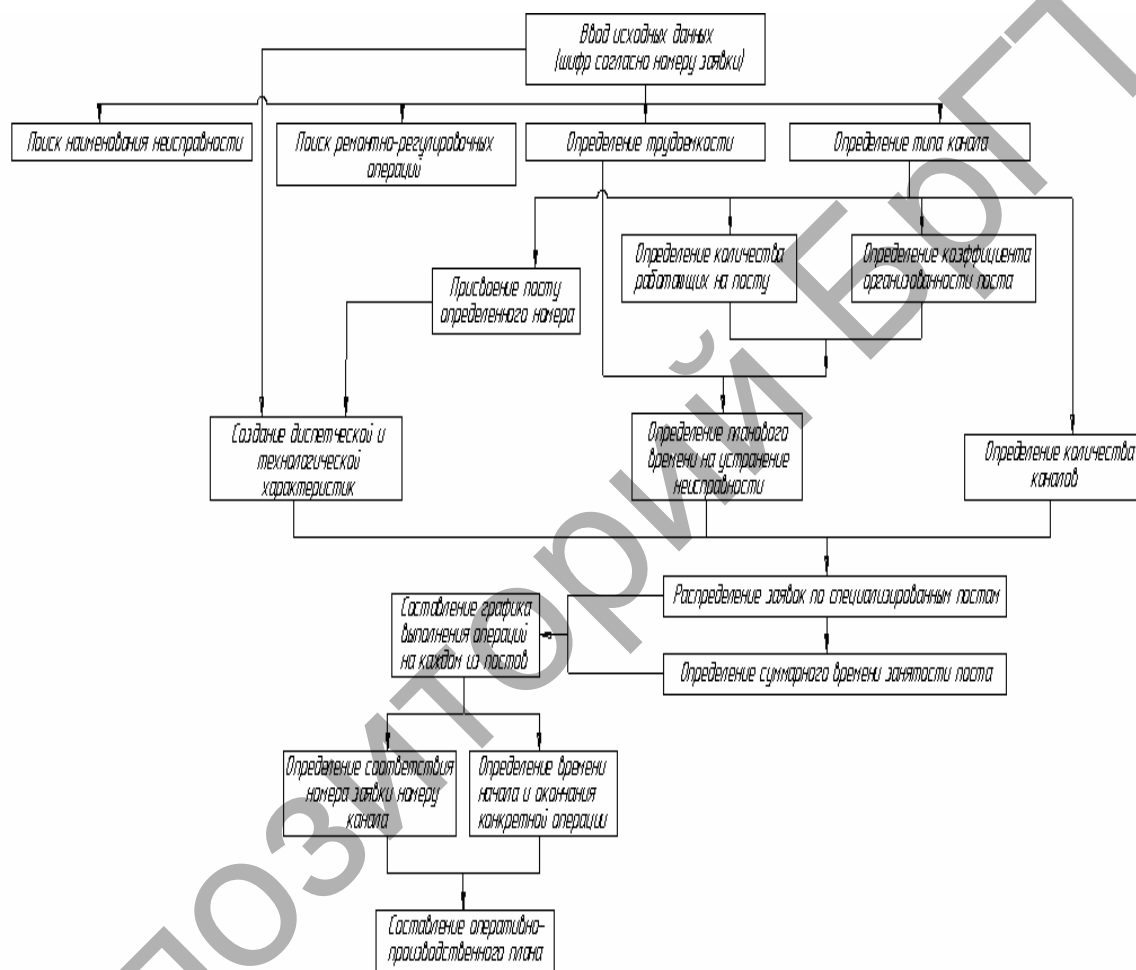 Ввод исходных данных
(шифр согласно номеру заявки)
Поиск наименования неисправности
Поиск ремонтно-регулировочных
операций
Определение трудоемкости
Определение типа канала
Определение количества
работающих на посту
Определение коэффициента
организованности поста
Присвоение посту
определенного номера
Создание диспетческой и
технологической
характеристик
Определение планового
времени на устранение
неисправности
Определение количества
каналов
Распределение заявок по специализированным постам
Составление графика
выполнения операций
на каждом из постов
Определение суммарного времени занятости поста
Определение соответствия
номера заявки номеру
канала
Определение времени
начала и окончания
конкретной операции
Составление оперативно-
производственного плана
позиторий БрГТ